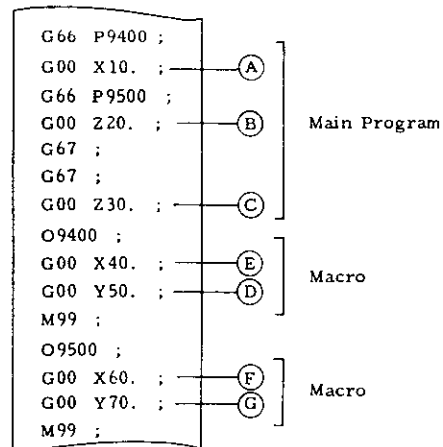 G66 P9400 ;
G00 X10. ; A
G66 P9500 ;
G00 Z20. ; B
G67 ;
G67 ;
G00 Z30. ; C
Main Program
O9400 ;
G00 X40. ; E
G00 Y50. ; D
M99 ;
Macro
O9500 ;
G00 X60. ; F
G00 Y70. ; G
M99 ;
Macro